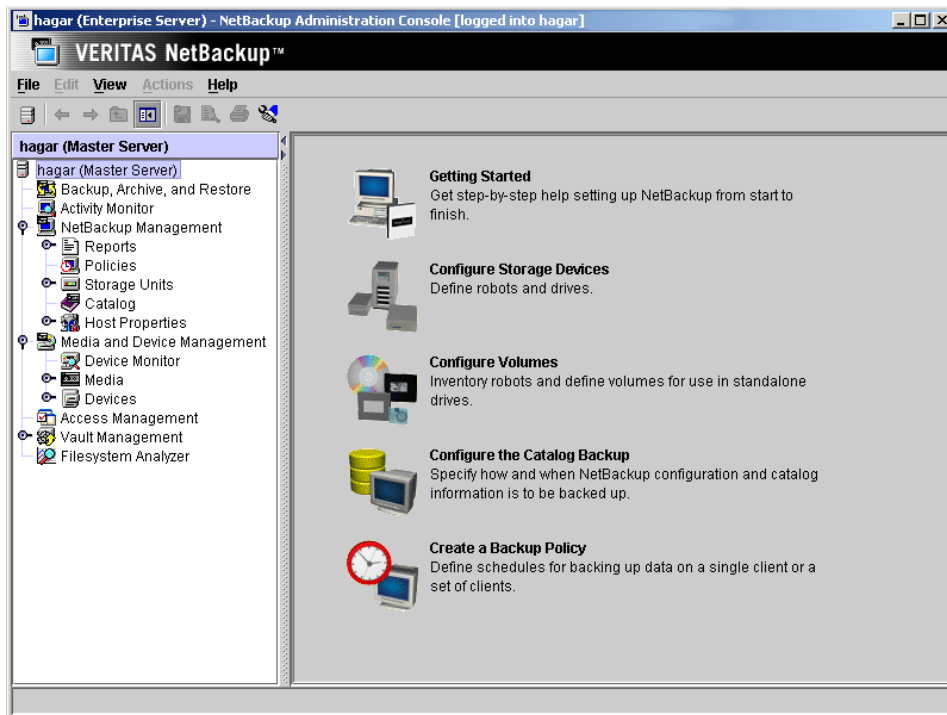 hagar (Enterprise Server) - NetBackup Administration Console [logged into hagar]
VERITAS NetBackup™
File Edit View Actions Help
hagar (Master Server)
hagar (Master Server)
Backup, Archive, and Restore
Activity Monitor
NetBackup Management
Reports
Policies
Storage Units
Catalog
Host Properties
Media and Device Management
Device Monitor
Media
Devices
Access Management
Vault Management
Filesystem Analyzer
Getting Started
Get step-by-step help setting up NetBackup from start to
finish.
Configure Storage Devices
Define robots and drives.
Configure Volumes
Inventory robots and define volumes for use in standalone
drives.
Configure the Catalog Backup
Specify how and when NetBackup configuration and catalog
information is to be backed up.
Create a Backup Policy
Define schedules for backing up data on a single client or a
set of clients.